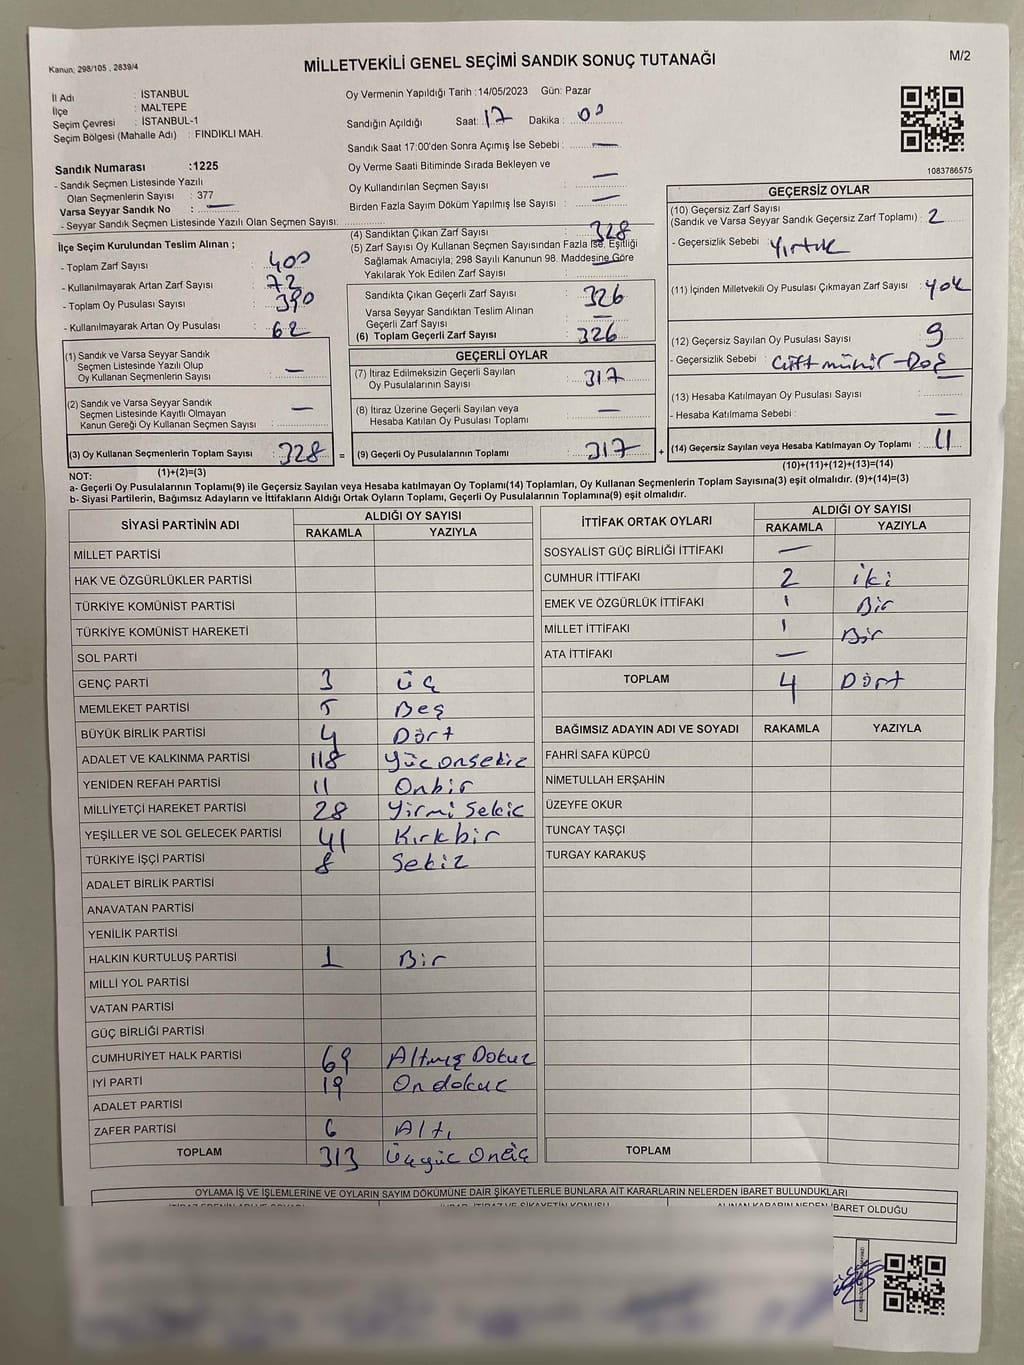 Kanun; 298/105 , 2839/4
MİLLETVEKİLİ GENEL SEÇİMİ SANDIK SONUÇ TUTANAĞI
M/2
İl Adı : İSTANBUL
İlçe : MALTEPE
Seçim Çevresi : İSTANBUL-1
Seçim Bölgesi (Mahalle Adı) : FINDIKLI MAH.
Oy Vermenin Yapıldığı Tarih :14/05/2023 Gün: Pazar
Sandığın Açıldığı Saat: 17 Dakika : 00
Sandık Saat 17:00'den Sonra Açımış İse Sebebi : —
Oy Verme Saati Bitiminde Sırada Bekleyen ve
Oy Kullandırılan Seçmen Sayısı : —
Birden Fazla Sayım Döküm Yapılmış İse Sayısı : —
1083786575
Sandık Numarası :1225
- Sandık Seçmen Listesinde Yazılı
Olan Seçmenlerin Sayısı : 377
Varsa Seyyar Sandık No : —
- Seyyar Sandık Seçmen Listesinde Yazılı Olan Seçmen Sayısı:
İlçe Seçim Kurulundan Teslim Alınan ;
- Toplam Zarf Sayısı : 400
- Kullanılmayarak Artan Zarf Sayısı : 72
- Toplam Oy Pusulası Sayısı : 390
- Kullanılmayarak Artan Oy Pusulası : 62
(1) Sandık ve Varsa Seyyar Sandık
Seçmen Listesinde Yazılı Olup
Oy Kullanan Seçmenlerin Sayısı : —
(2) Sandık ve Varsa Seyyar Sandık
Seçmen Listesinde Kayıtlı Olmayan
Kanun Gereği Oy Kullanan Seçmen Sayısı : —
(3) Oy Kullanan Seçmenlerin Toplam Sayısı : 328
(4) Sandıktan Çıkan Zarf Sayısı : 328
(5) Zarf Sayısı Oy Kullanan Seçmen Sayısından Fazla İse, Eşitliği
Sağlamak Amacıyla; 298 Sayılı Kanunun 98. Maddesine Göre
Yakılarak Yok Edilen Zarf Sayısı : —
Sandıkta Çıkan Geçerli Zarf Sayısı : 326
Varsa Seyyar Sandıktan Teslim Alınan
Geçerli Zarf Sayısı : —
(6) Toplam Geçerli Zarf Sayısı : 326
GEÇERLİ OYLAR
(7) İtiraz Edilmeksizin Geçerli Sayılan
Oy Pusulalarının Sayısı : 317
(8) İtiraz Üzerine Geçerli Sayılan veya
Hesaba Katılan Oy Pusulası Toplamı : —
= (9) Geçerli Oy Pusulalarının Toplamı : 317
GEÇERSİZ OYLAR
(10) Geçersiz Zarf Sayısı
(Sandık ve Varsa Seyyar Sandık Geçersiz Zarf Toplamı) : 2
- Geçersizlik Sebebi : Yırtık
(11) İçinden Milletvekili Oy Pusulası Çıkmayan Zarf Sayısı : yok
(12) Geçersiz Sayılan Oy Pusulası Sayısı : 9
- Geçersizlik Sebebi : Çift mühür-Boş
(13) Hesaba Katılmayan Oy Pusulası Sayısı : —
- Hesaba Katılmama Sebebi : —
+ (14) Geçersiz Sayılan veya Hesaba Katılmayan Oy Toplamı : 11
NOT: (1)+(2)=(3) (10)+(11)+(12)+(13)=(14)
a- Geçerli Oy Pusulalarının Toplamı(9) ile Geçersiz Sayılan veya Hesaba katılmayan Oy Toplamı(14) Toplamları, Oy Kullanan Seçmenlerin Toplam Sayısına(3) eşit olmalıdır. (9)+(14)=(3)
b- Siyasi Partilerin, Bağımsız Adayların ve İttifakların Aldığı Ortak Oyların Toplamı, Geçerli Oy Pusulalarının Toplamına(9) eşit olmalıdır.
SİYASİ PARTİNİN ADI ALDIĞI OY SAYISI
RAKAMLA YAZIYLA
MİLLET PARTİSİ
HAK VE ÖZGÜRLÜKLER PARTİSİ
TÜRKİYE KOMÜNİST PARTİSİ
TÜRKİYE KOMÜNİST HAREKETİ
SOL PARTİ
GENÇ PARTİ 3 Üç
MEMLEKET PARTİSİ 5 Beş
BÜYÜK BİRLİK PARTİSİ 4 Dört
ADALET VE KALKINMA PARTİSİ 118 Yüz onsekiz
YENİDEN REFAH PARTİSİ 11 Onbir
MİLLİYETÇİ HAREKET PARTİSİ 28 Yirmi Sekiz
YEŞİLLER VE SOL GELECEK PARTİSİ 41 Kırkbir
TÜRKİYE İŞÇİ PARTİSİ 8 Sekiz
ADALET BİRLİK PARTİSİ
ANAVATAN PARTİSİ
YENİLİK PARTİSİ
HALKIN KURTULUŞ PARTİSİ 1 Bir
MİLLİ YOL PARTİSİ
VATAN PARTİSİ
GÜÇ BİRLİĞİ PARTİSİ
CUMHURİYET HALK PARTİSİ 69 Altmış Dokuz
İYİ PARTİ 19 Ondokuz
ADALET PARTİSİ
ZAFER PARTİSİ 6 Altı
TOPLAM 313 Üçyüz Onüç
İTTİFAK ORTAK OYLARI ALDIĞI OY SAYISI
RAKAMLA YAZIYLA
SOSYALİST GÜÇ BİRLİĞİ İTTİFAKI —
CUMHUR İTTİFAKI 2 iki
EMEK VE ÖZGÜRLÜK İTTİFAKI 1 Bir
MİLLET İTTİFAKI 1 Bir
ATA İTTİFAKI —
TOPLAM 4 Dört
BAĞIMSIZ ADAYIN ADI VE SOYADI RAKAMLA YAZIYLA
FAHRİ SAFA KÜPCÜ
NİMETULLAH ERŞAHİN
ÜZEYFE OKUR
TUNCAY TAŞÇI
TURGAY KARAKUŞ
TOPLAM
OYLAMA İŞ VE İŞLEMLERİNE VE OYLARIN SAYIM DÖKÜMÜNE DAİR ŞİKAYETLERLE BUNLARA AİT KARARLARIN NELERDEN İBARET BULUNDUKLARI
ALINAN KARARIN NEDEN İBARET OLDUĞU